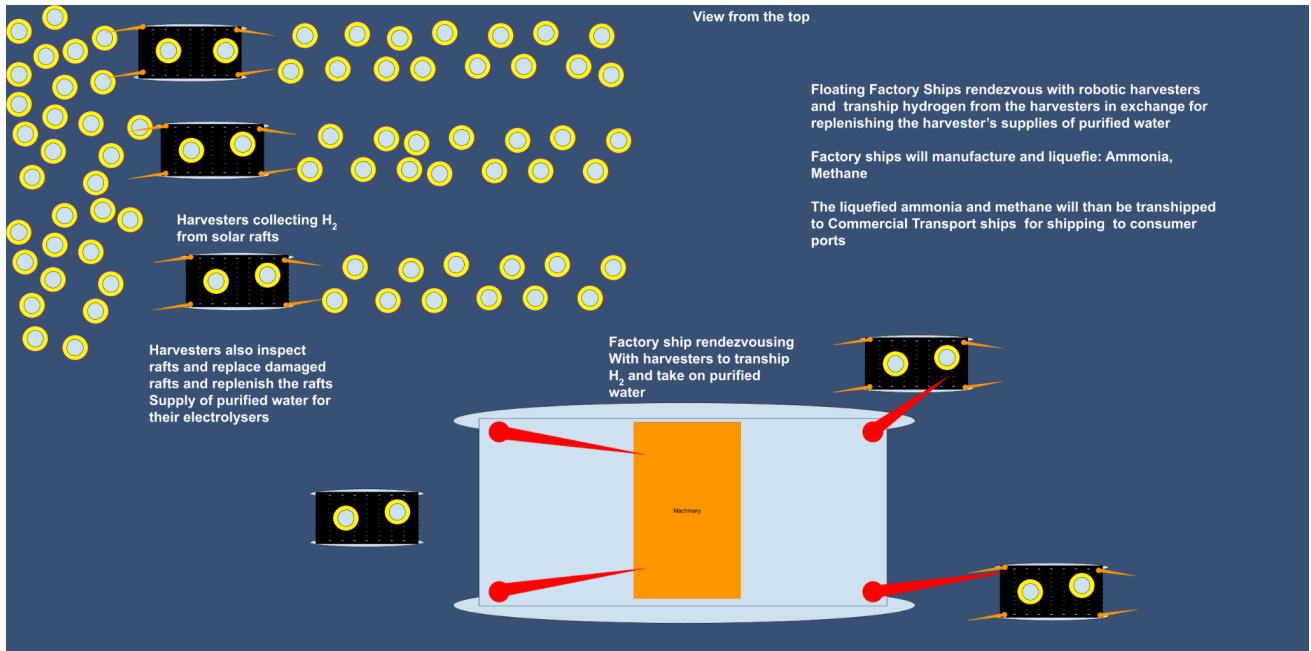 View from the top
Floating Factory Ships rendezvous with robotic harvesters
and tranship hydrogen from the harvesters in exchange for
replenishing the harvester's supplies of purified water
Factory ships will manufacture and liquefie: Ammonia,
Methane
The liquefied ammonia and methane will than be transhipped
to Commercial Transport ships for shipping to consumer
ports
Harvesters collecting H₂
from solar rafts
Harvesters also inspect
rafts and replace damaged
rafts and replenish the rafts
Supply of purified water for
their electrolysers
Factory ship rendezvousing
With harvesters to tranship
H₂ and take on purified
water
Machinary